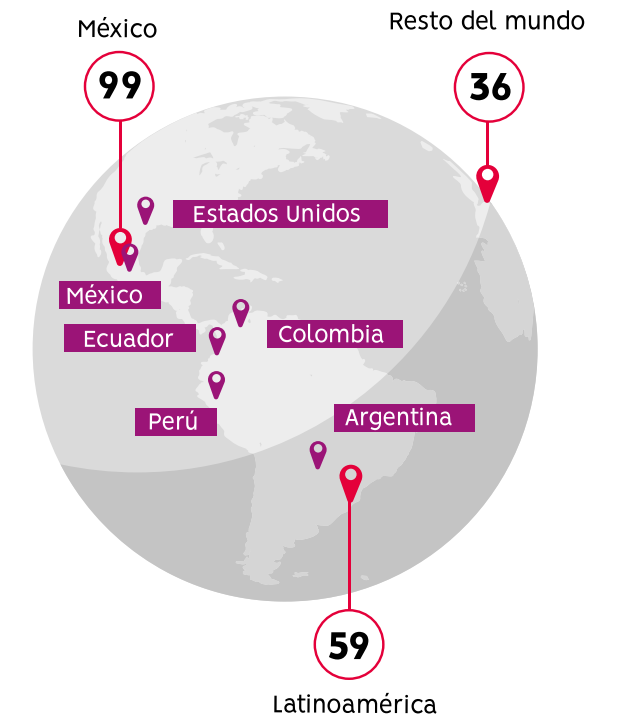 México
99
Resto del mundo
36
Estados Unidos
México
Ecuador
Colombia
Perú
Argentina
59
Latinoamérica